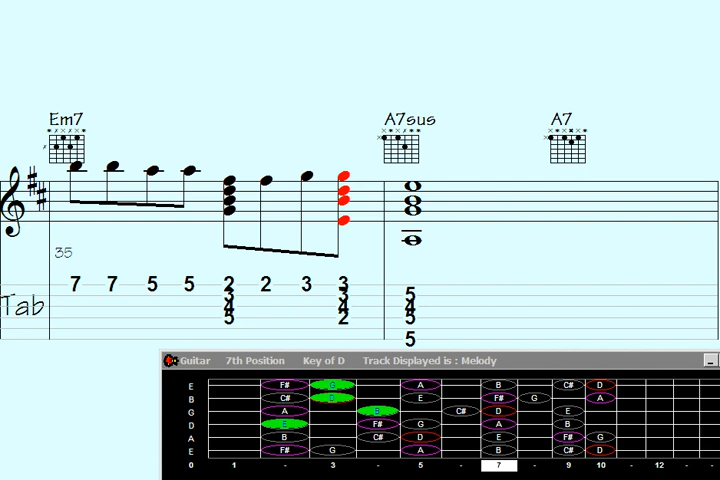 Em7 A7sus A7
35
7 7 5 5 2 2 3 3
3 3 5
Tab 4 4 4
5 2 5
5
Guitar 7th Position Key of D Track Displayed is : Melody
E F# G A B C# D
B C# D E F# G A
G A B C# D E
D E F# G A B
A B C# D E F# G
E F# G A B C# D
0 1 - 3 - 5 - 7 - 9 10 - 12 - -